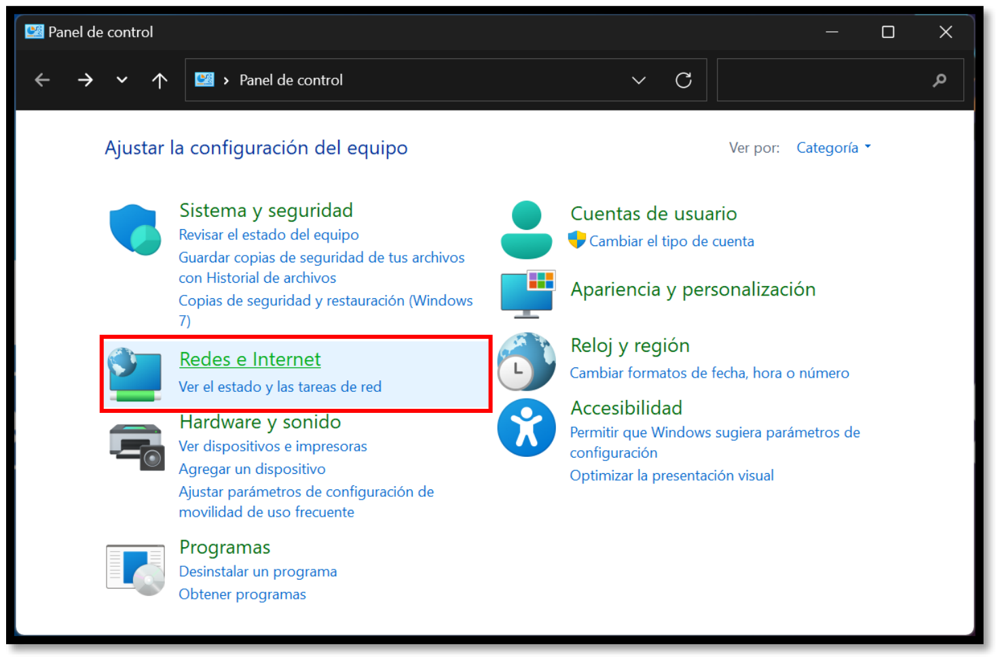 Panel de control
Panel de control
Ajustar la configuración del equipo
Ver por: Categoría
Sistema y seguridad
Revisar el estado del equipo
Guardar copias de seguridad de tus archivos
con Historial de archivos
Copias de seguridad y restauración (Windows
7)
Redes e Internet
Ver el estado y las tareas de red
Hardware y sonido
Ver dispositivos e impresoras
Agregar un dispositivo
Ajustar parámetros de configuración de
movilidad de uso frecuente
Programas
Desinstalar un programa
Obtener programas
Cuentas de usuario
Cambiar el tipo de cuenta
Apariencia y personalización
Reloj y región
Cambiar formatos de fecha, hora o número
Accesibilidad
Permitir que Windows sugiera parámetros de
configuración
Optimizar la presentación visual